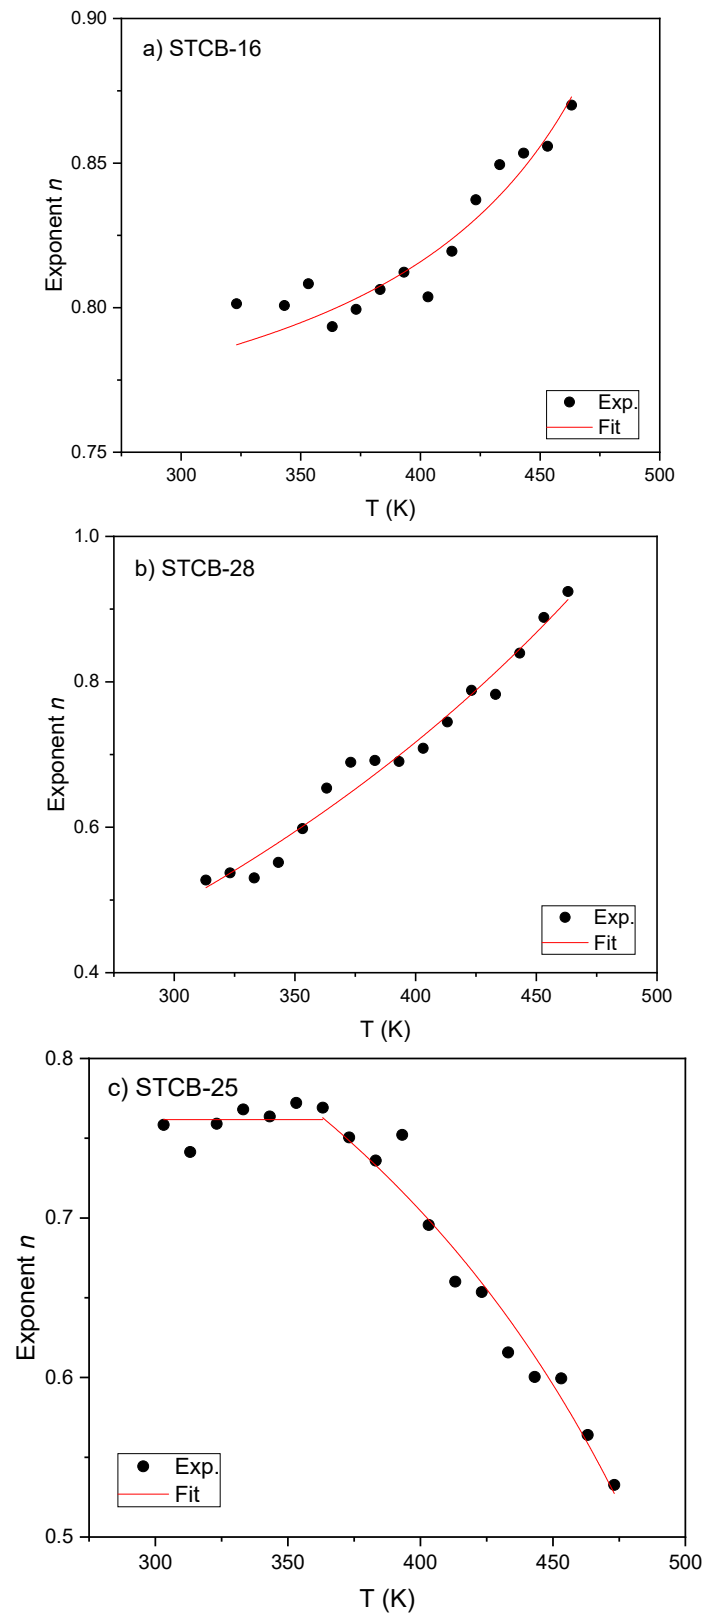 a) STCB-16
0.90
0.85
0.80
0.75
Exponent n
Exp.
Fit
300 350 400 450 500
T (K)
b) STCB-28
1.0
0.8
0.6
0.4
Exponent n
Exp.
Fit
300 350 400 450 500
T (K)
c) STCB-25
0.8
0.7
0.6
0.5
Exponent n
Exp.
Fit
300 350 400 450 500
T (K)